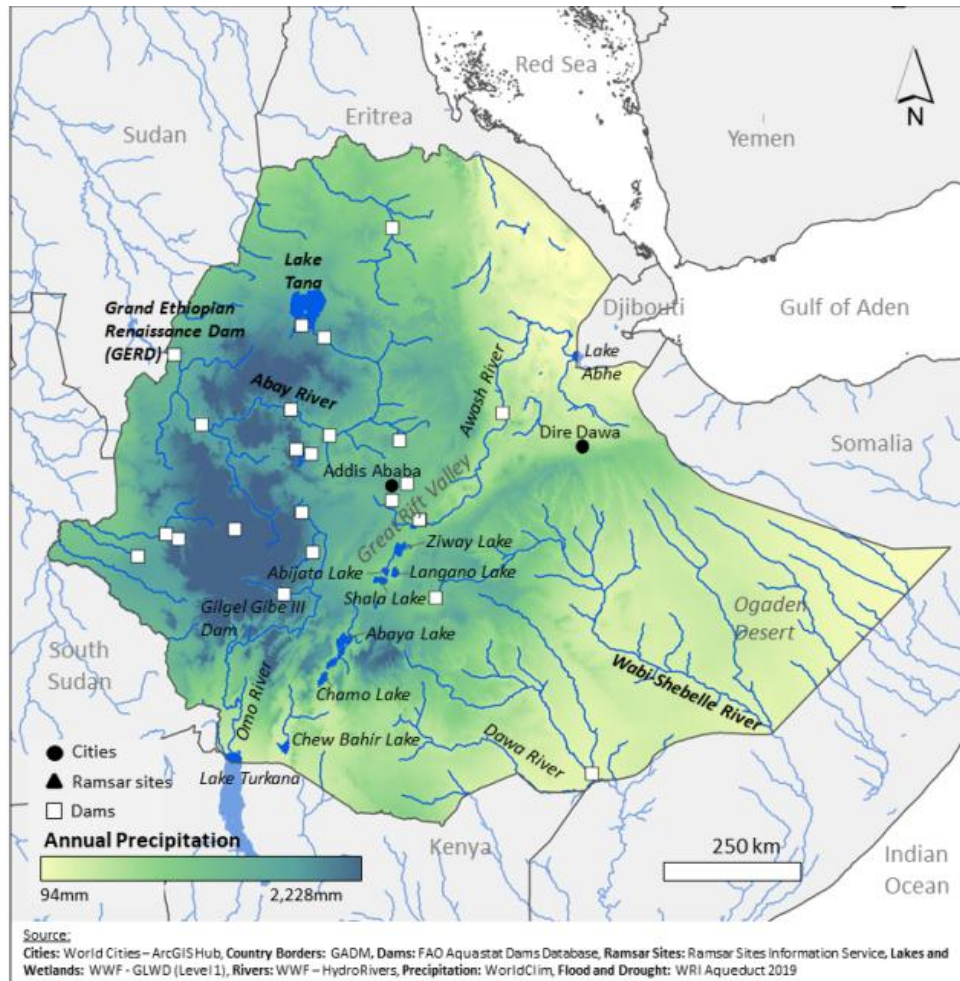 Red Sea
N
Sudan
Eritrea
Yemen
Lake
Tana
Grand Ethiopian
Renaissance Dam
(GERD)
Djibouti
Gulf of Aden
Lake
Abhe
Abay River
Awash River
Dire Dawa
Somalia
Addis Ababa
Great Rift Valley
Ziway Lake
Abijata Lake
Langano Lake
Shala Lake
Gilgel Gibe III
Dam
Ogaden
Desert
Abaya Lake
South
Sudan
Wabi-Shebelle River
Chamo Lake
Omo River
Chew Bahir Lake
Dawa River
Lake Turkana
Cities
Ramsar sites
Dams
Annual Precipitation
94mm
2,228mm
Kenya
250 km
Indian
Ocean
Source:
Cities: World Cities – ArcGIS Hub, Country Borders: GADM, Dams: FAO Aquastat Dams Database, Ramsar Sites: Ramsar Sites Information Service, Lakes and
Wetlands: WWF - GLWD (Level 1), Rivers: WWF – HydroRivers, Precipitation: WorldClim, Flood and Drought: WRI Aqueduct 2019